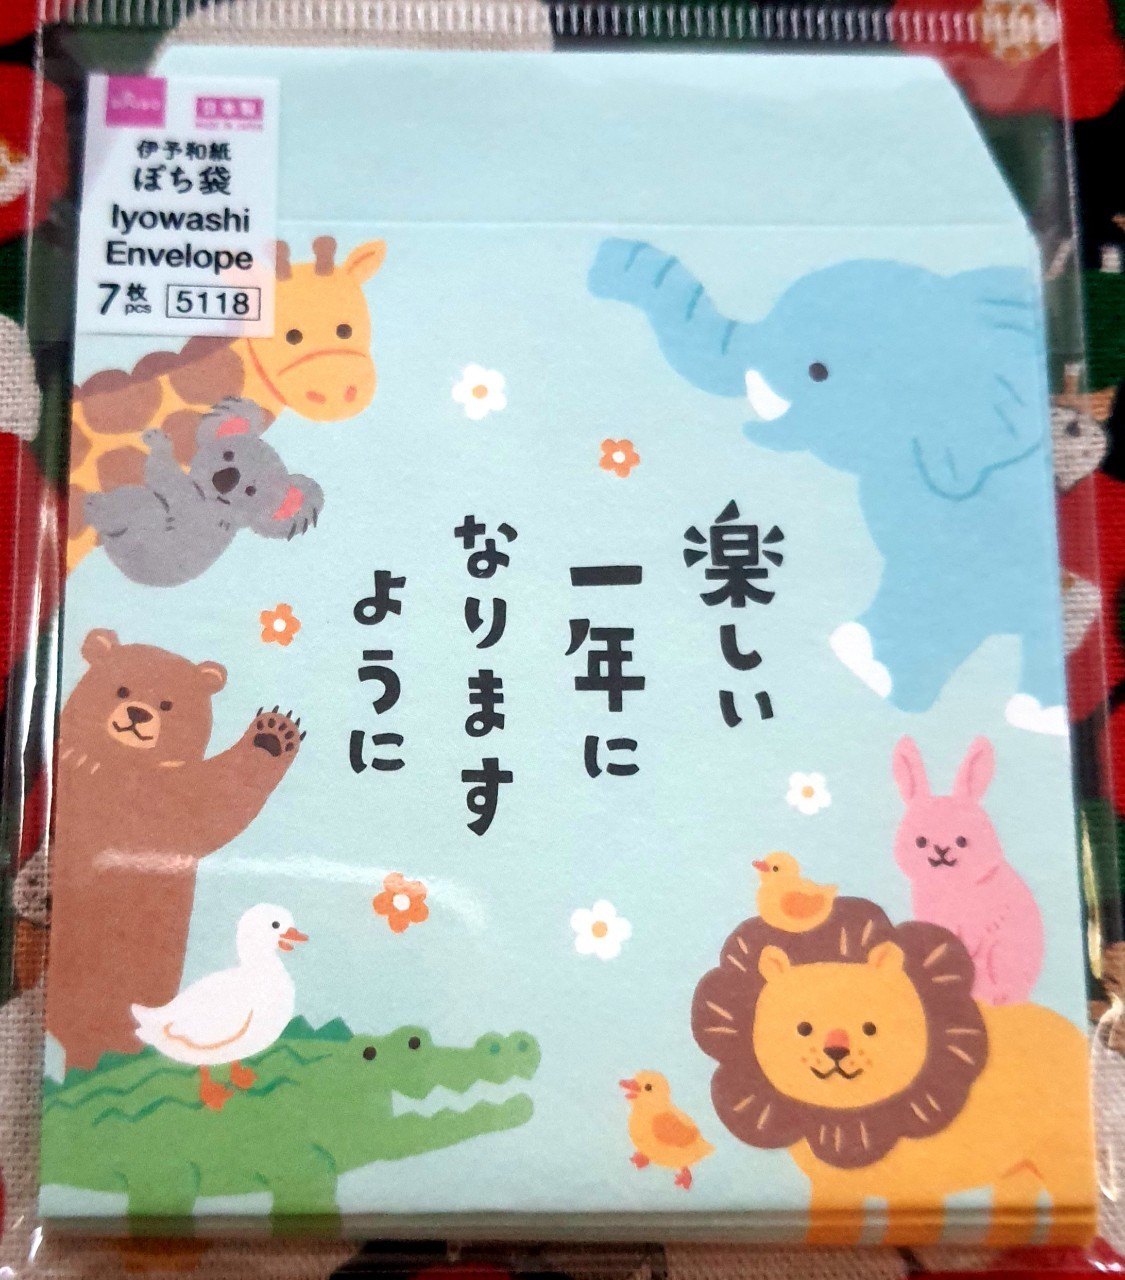 DAISO
日本製
MADE IN JAPAN
伊予和紙
ぽち袋
Iyowashi
Envelope
7枚
pcs
5118
楽しい
一年に
なります
ように